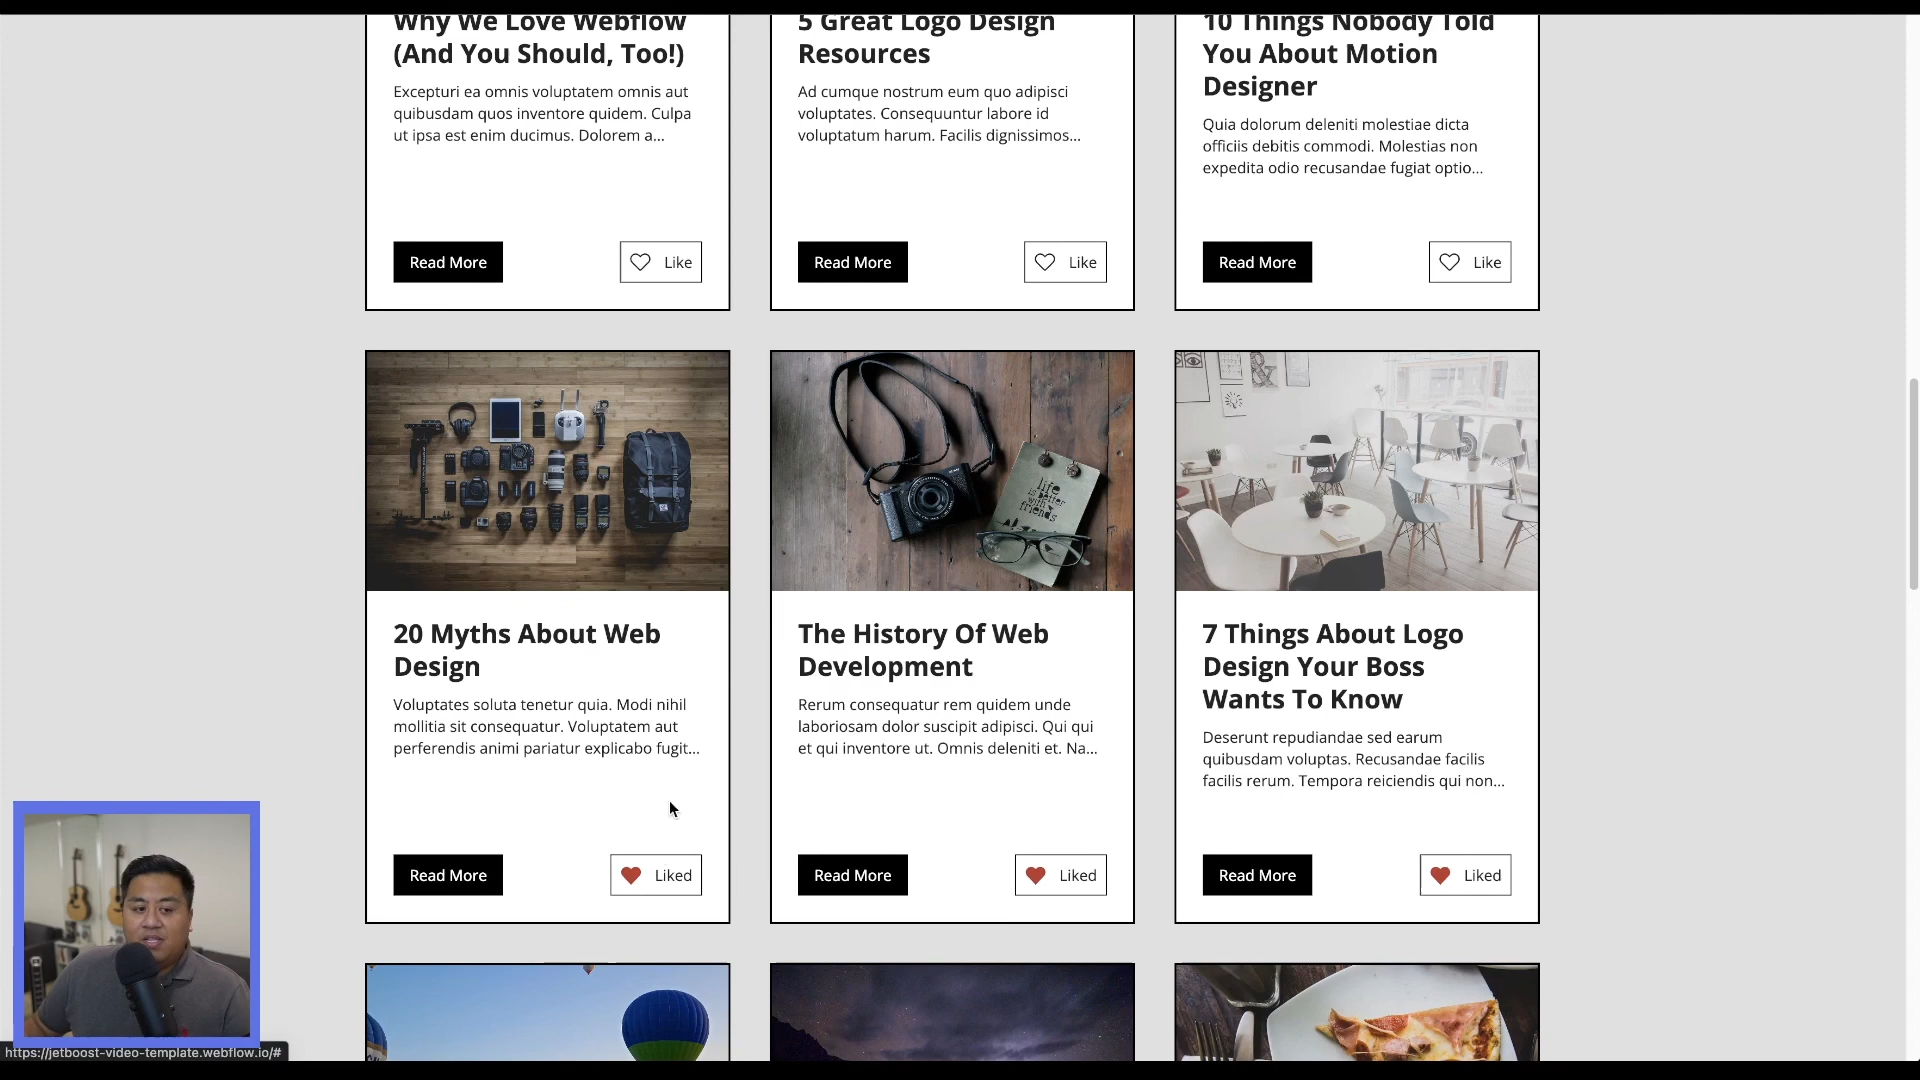 Why We Love Webflow
(And You Should, Too!)
Excepturi ea omnis voluptatem omnis aut
quibusdam quos inventore quidem. Culpa
ut ipsa est enim ducimus. Dolorem a...
Read More
Like
5 Great Logo Design
Resources
Ad cumque nostrum eum quo adipisci
voluptates. Consequuntur labore id
voluptatum harum. Facilis dignissimos...
Read More
Like
10 Things Nobody Told
You About Motion
Designer
Quia dolorum deleniti molestiae dicta
officiis debitis commodi. Molestias non
expedita odio recusandae fugiat optio...
Read More
Like
20 Myths About Web
Design
Voluptates soluta tenetur quia. Modi nihil
mollitia sit consequatur. Voluptatem aut
perferendis animi pariatur explicabo fugit...
Read More
Liked
life
is better
with
friends
The History Of Web
Development
Rerum consequatur rem quidem unde
laboriosam dolor suscipit adipisci. Qui qui
et qui inventore ut. Omnis deleniti et. Na...
Read More
Liked
&
7 Things About Logo
Design Your Boss
Wants To Know
Deserunt repudiandae sed earum
quibusdam voluptas. Recusandae facilis
facilis rerum. Tempora reiciendis qui non...
Read More
Liked
https://jetboost-video-template.webflow.io/#